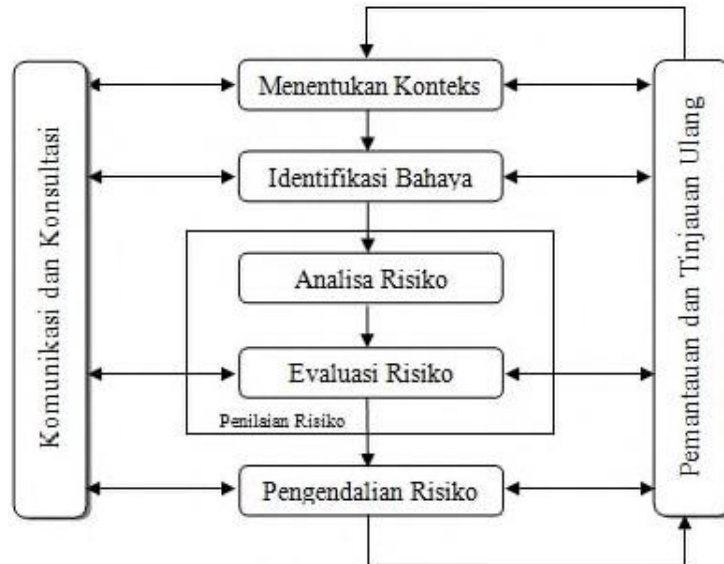 Menentukan Konteks
Identifikasi Bahaya
Analisa Risiko
Evaluasi Risiko
Penilaian Risiko
Pengendalian Risiko
Komunikasi dan Konsultasi
Pemantauan dan Tinjauan Ulang